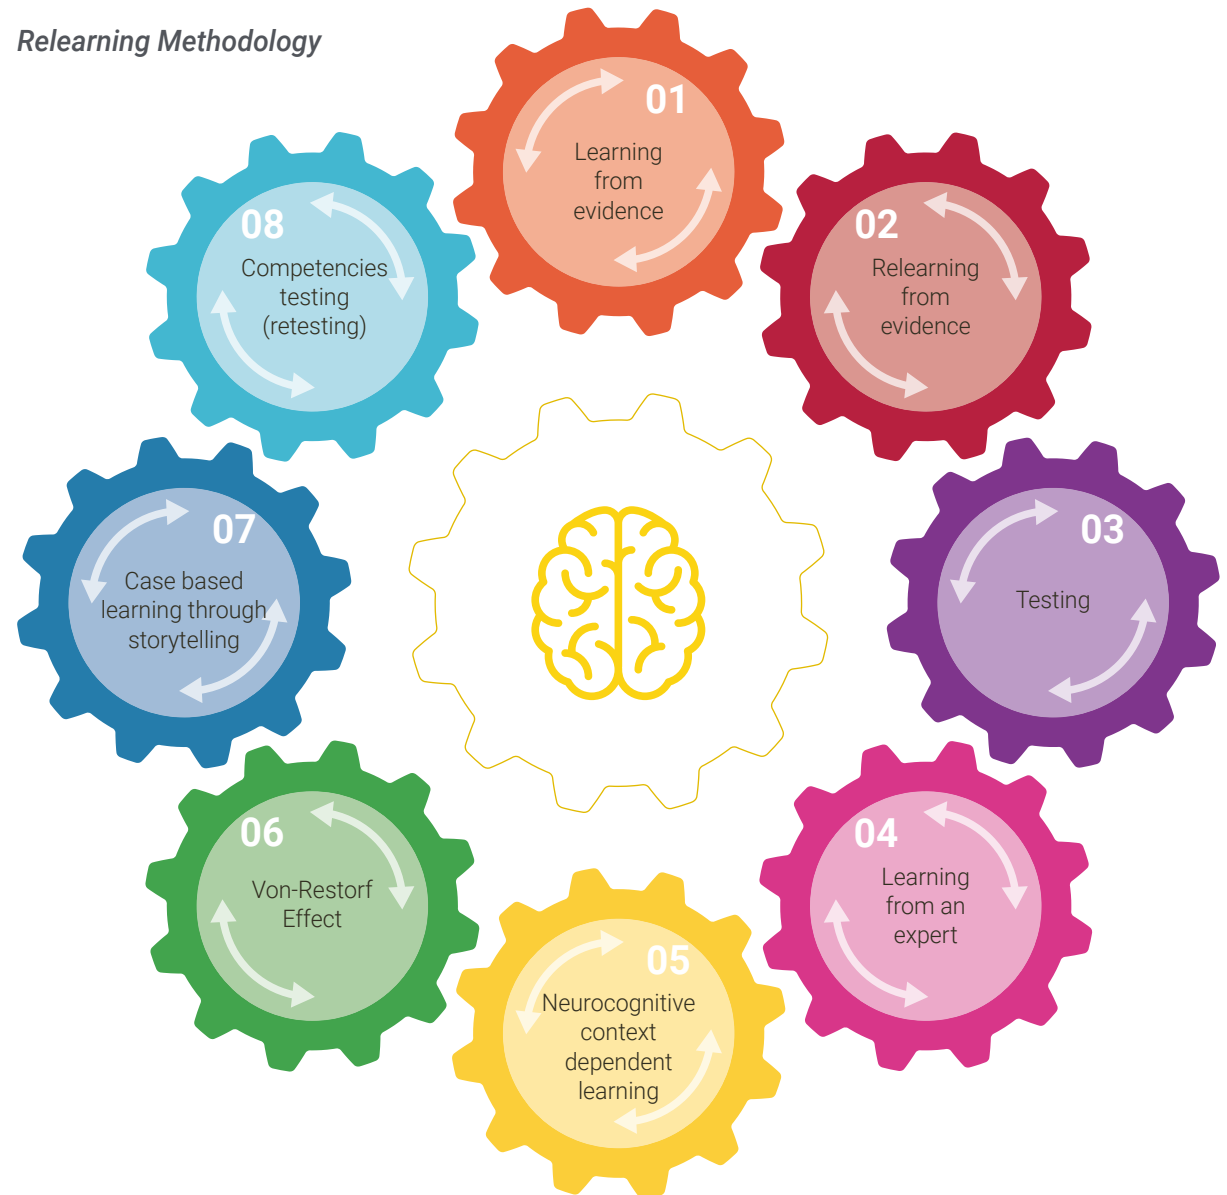 Relearning Methodology
01
Learning
from
evidence
02
Relearning
from
evidence
03
Testing
04
Learning
from an
expert
05
Neurocognitive
context
dependent
learning
06
Von-Restorf
Effect
07
Case based
learning through
storytelling
08
Competencies
testing
(retesting)